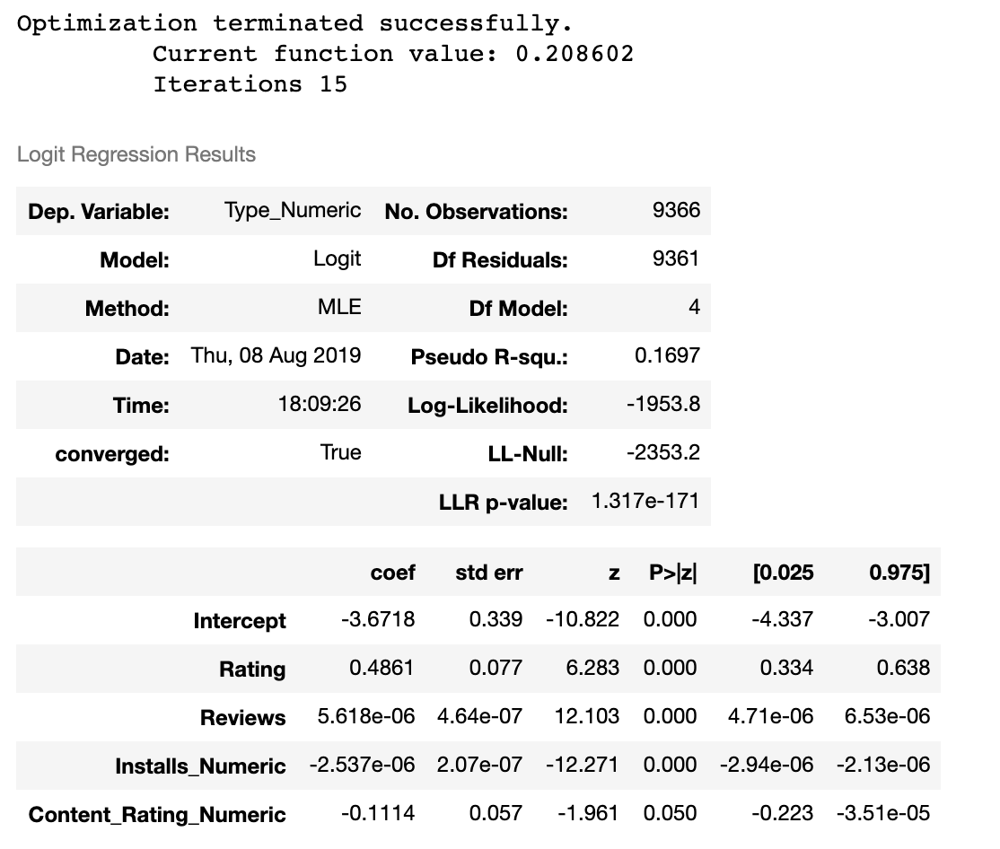 Optimization terminated successfully.
Current function value: 0.208602
Iterations 15
Logit Regression Results
Dep. Variable: Type_Numeric No. Observations: 9366
Model: Logit Df Residuals: 9361
Method: MLE Df Model: 4
Date: Thu, 08 Aug 2019 Pseudo R-squ.: 0.1697
Time: 18:09:26 Log-Likelihood: -1953.8
converged: True LL-Null: -2353.2
LLR p-value: 1.317e-171
coef std err z P>|z| [0.025 0.975]
Intercept -3.6718 0.339 -10.822 0.000 -4.337 -3.007
Rating 0.4861 0.077 6.283 0.000 0.334 0.638
Reviews 5.618e-06 4.64e-07 12.103 0.000 4.71e-06 6.53e-06
Installs_Numeric -2.537e-06 2.07e-07 -12.271 0.000 -2.94e-06 -2.13e-06
Content_Rating_Numeric -0.1114 0.057 -1.961 0.050 -0.223 -3.51e-05